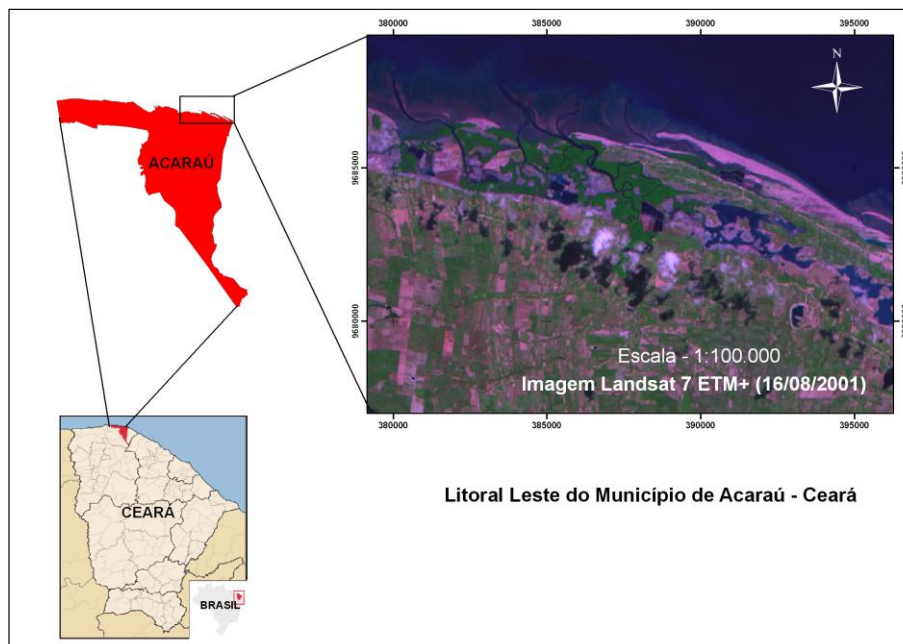 380000 385000 390000 395000
N
ACARAÚ
9685000
9680000
Escala - 1:100.000
Imagem Landsat 7 ETM+ (16/08/2001)
380000 385000 390000 395000
Litoral Leste do Município de Acaraú - Ceará
CEARÁ
BRASIL